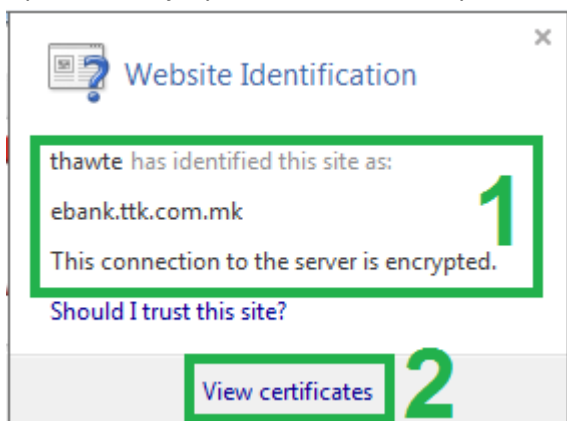 Website Identification
thawte has identified this site as:
ebank.ttk.com.mk
This connection to the server is encrypted.
1
Should I trust this site?
View certificates
2